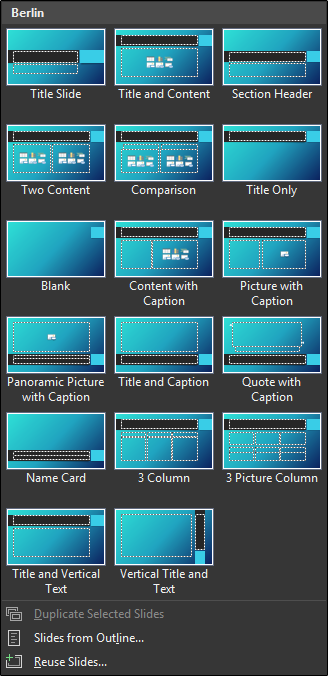 Berlin
Title Slide
Title and Content
Section Header
Two Content
Comparison
Title Only
Blank
Content with
Caption
Picture with
Caption
Panoramic Picture
with Caption
Title and Caption
Quote with
Caption
Name Card
3 Column
3 Picture Column
Title and Vertical
Text
Vertical Title and
Text
Duplicate Selected Slides
Slides from Outline...
Reuse Slides...